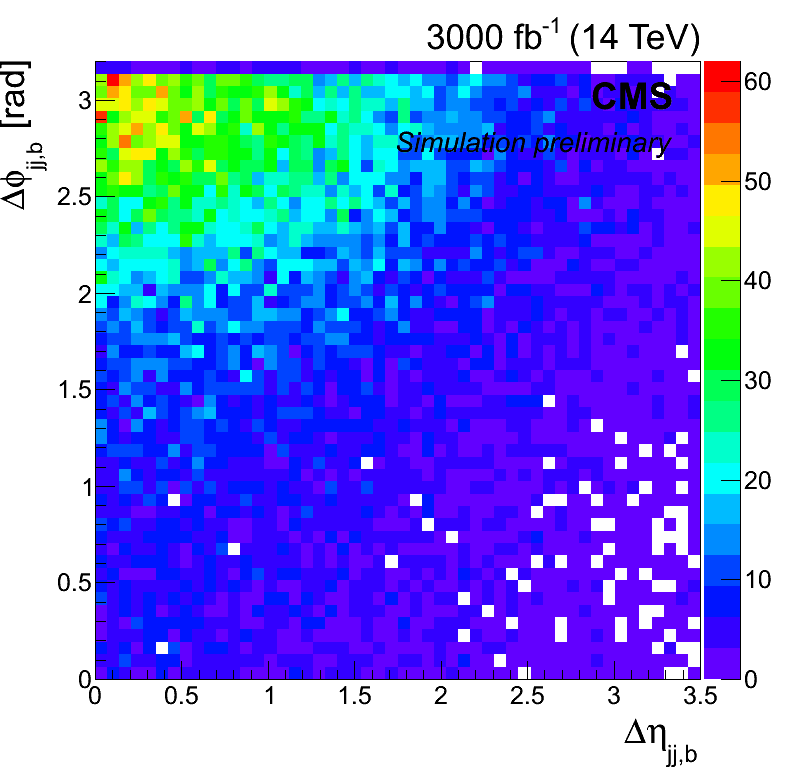 3000 fb-1 (14 TeV)
CMS
Simulation preliminary
Δϕjj,b [rad]
3
2.5
2
1.5
1
0.5
0
60
50
40
30
20
10
0
0 0.5 1 1.5 2 2.5 3 3.5
Δηjj,b